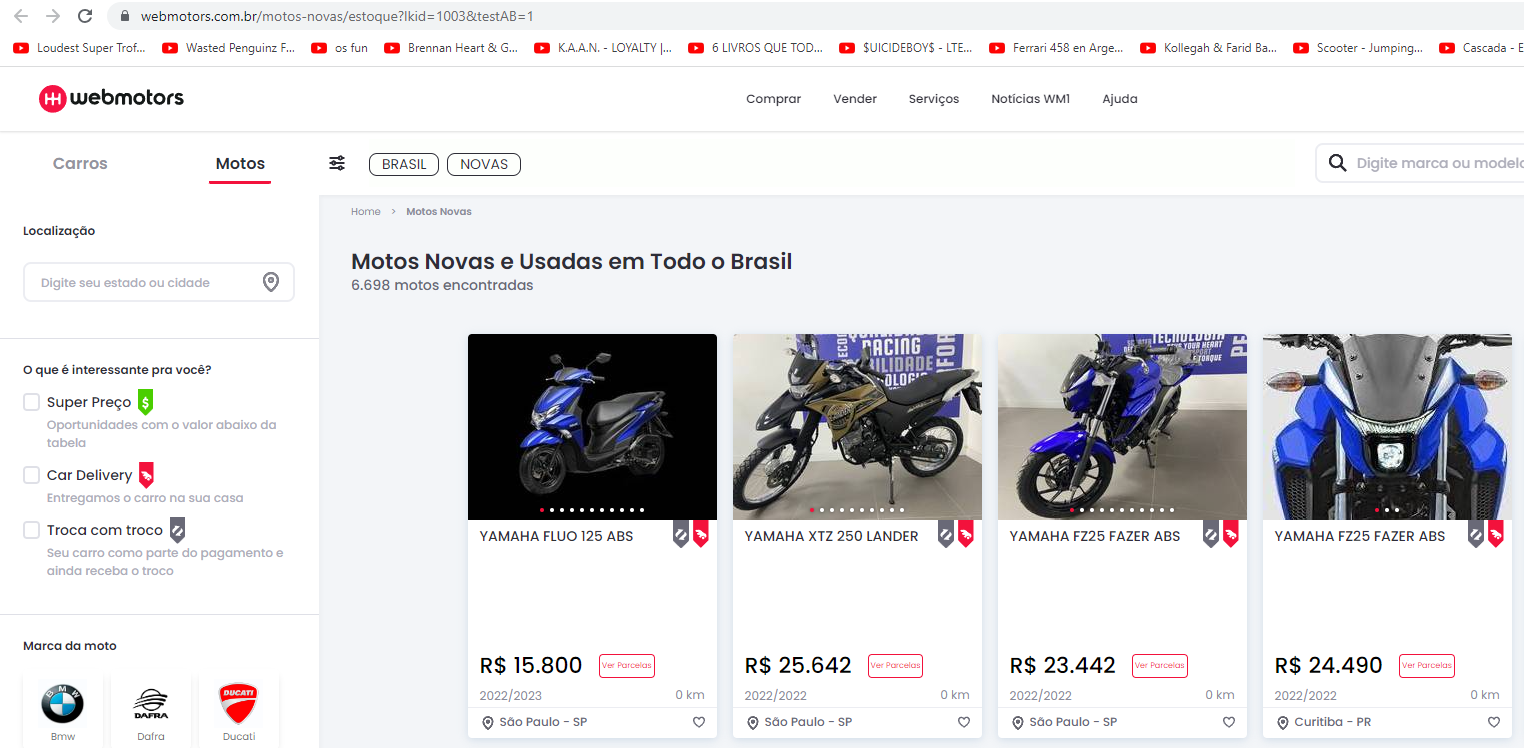 webmotors.com.br/motos-novas/estoque?lkid=1003&testAB=1
Loudest Super Trof... Wasted Penguinz F... os fun Brennan Heart & G... K.A.A.N. - LOYALTY |... 6 LIVROS QUE TOD... $UICIDEBOY$ - LTE... Ferrari 458 en Arge... Kollegah & Farid Ba... Scooter - Jumping... Cascada - E
webmotors Comprar Vender Serviços Notícias WM1 Ajuda
Carros Motos BRASIL NOVAS Digite marca ou modelo
Home > Motos Novas
Localização
Digite seu estado ou cidade
Motos Novas e Usadas em Todo o Brasil
6.698 motos encontradas
O que é interessante pra você?
Super Preço
Oportunidades com o valor abaixo da
tabela
Car Delivery
Entregamos o carro na sua casa
Troca com troco
Seu carro como parte do pagamento e
ainda receba o troco
Marca da moto
BMW
Bmw
DAFRA
Dafra
DUCATI
Ducati
RACING
YAMAHA FLUO 125 ABS
R$ 15.800 Ver Parcelas
2022/2023 0 km
São Paulo - SP
YAMAHA XTZ 250 LANDER
R$ 25.642 Ver Parcelas
2022/2022 0 km
São Paulo - SP
YAMAHA FZ25 FAZER ABS
R$ 23.442 Ver Parcelas
2022/2022 0 km
São Paulo - SP
YAMAHA FZ25 FAZER ABS
R$ 24.490 Ver Parcelas
2022/2022 0 km
Curitiba - PR